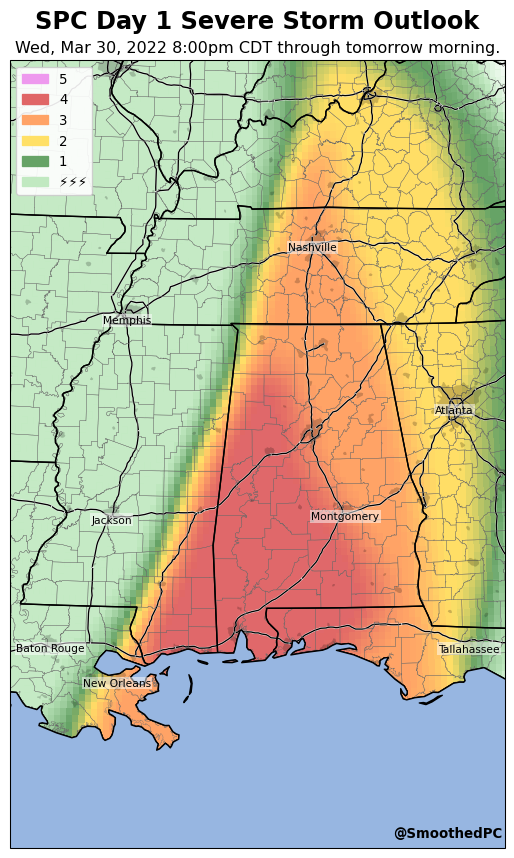 SPC Day 1 Severe Storm Outlook
Wed, Mar 30, 2022 8:00pm CDT through tomorrow morning.
5
4
3
2
1
⚡⚡⚡
Nashville
Memphis
Atlanta
Jackson
Montgomery
Baton Rouge
Tallahassee
New Orleans
@SmoothedPC